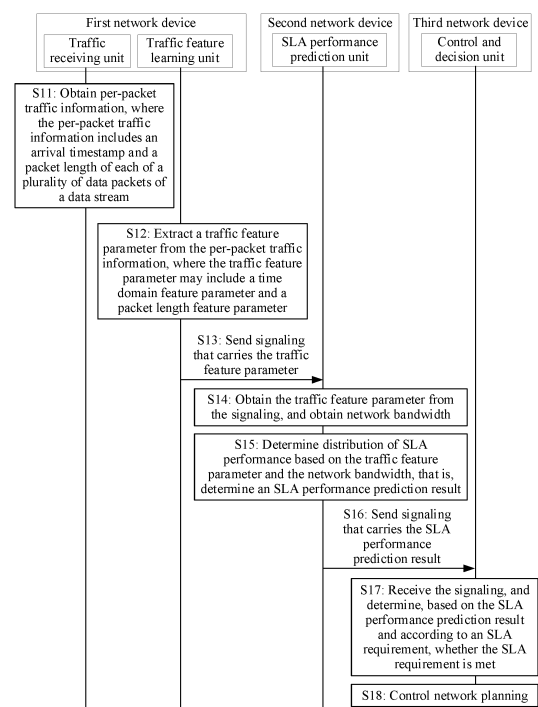 First network device
Second network device
Third network device
Traffic
receiving unit
Traffic feature
learning unit
SLA performance
prediction unit
Control and
decision unit
S11: Obtain per-packet
traffic information, where
the per-packet traffic
information includes an
arrival timestamp and a
packet length of each of a
plurality of data packets of
a data stream
S12: Extract a traffic feature
parameter from the per-packet traffic
information, where the traffic feature
parameter may include a time
domain feature parameter and a
packet length feature parameter
S13: Send signaling
that carries the traffic
feature parameter
S14: Obtain the traffic feature parameter from
the signaling, and obtain network bandwidth
S15: Determine distribution of SLA
performance based on the traffic feature
parameter and the network bandwidth, that is,
determine an SLA performance prediction result
S16: Send signaling
that carries the SLA
performance
prediction result
S17: Receive the signaling, and
determine, based on the SLA
performance prediction result
and according to an SLA
requirement, whether the SLA
requirement is met
S18: Control network planning